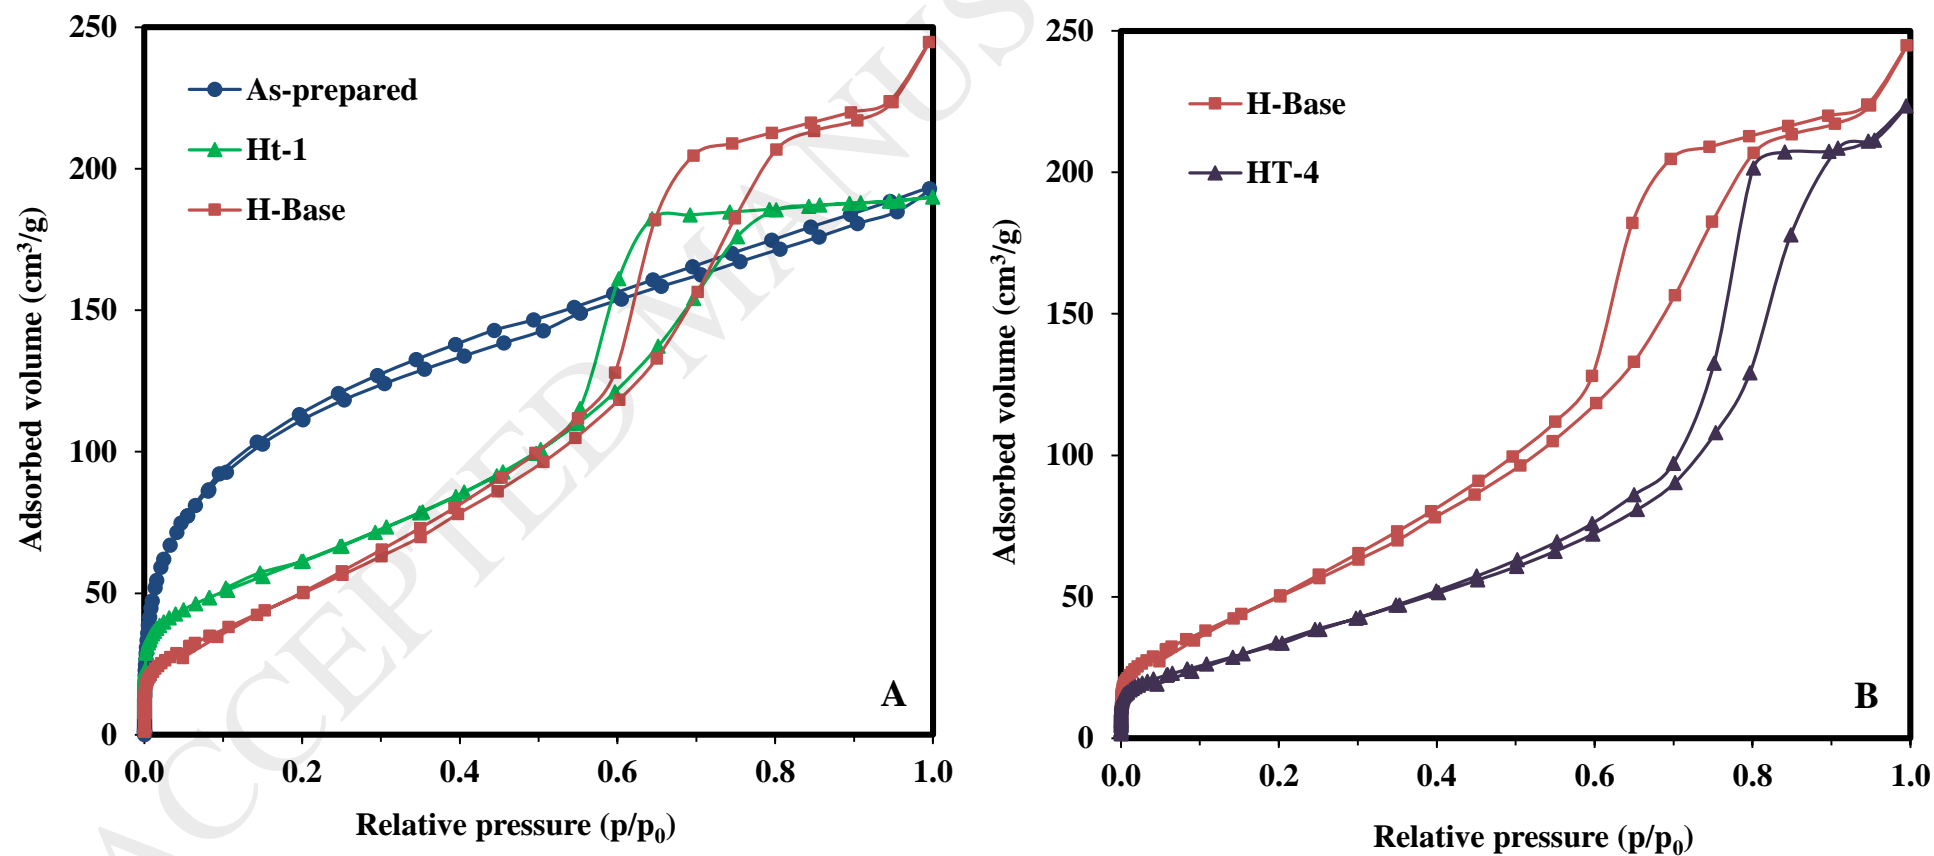 250
200
150
100
50
0
0.0 0.2 0.4 0.6 0.8 1.0
Adsorbed volume (cm³/g)
Relative pressure (p/p₀)
As-prepared
Ht-1
H-Base
A
250
200
150
100
50
0
0.0 0.2 0.4 0.6 0.8 1.0
Adsorbed volume (cm³/g)
Relative pressure (p/p₀)
H-Base
HT-4
B
ACCEPTED MANUS